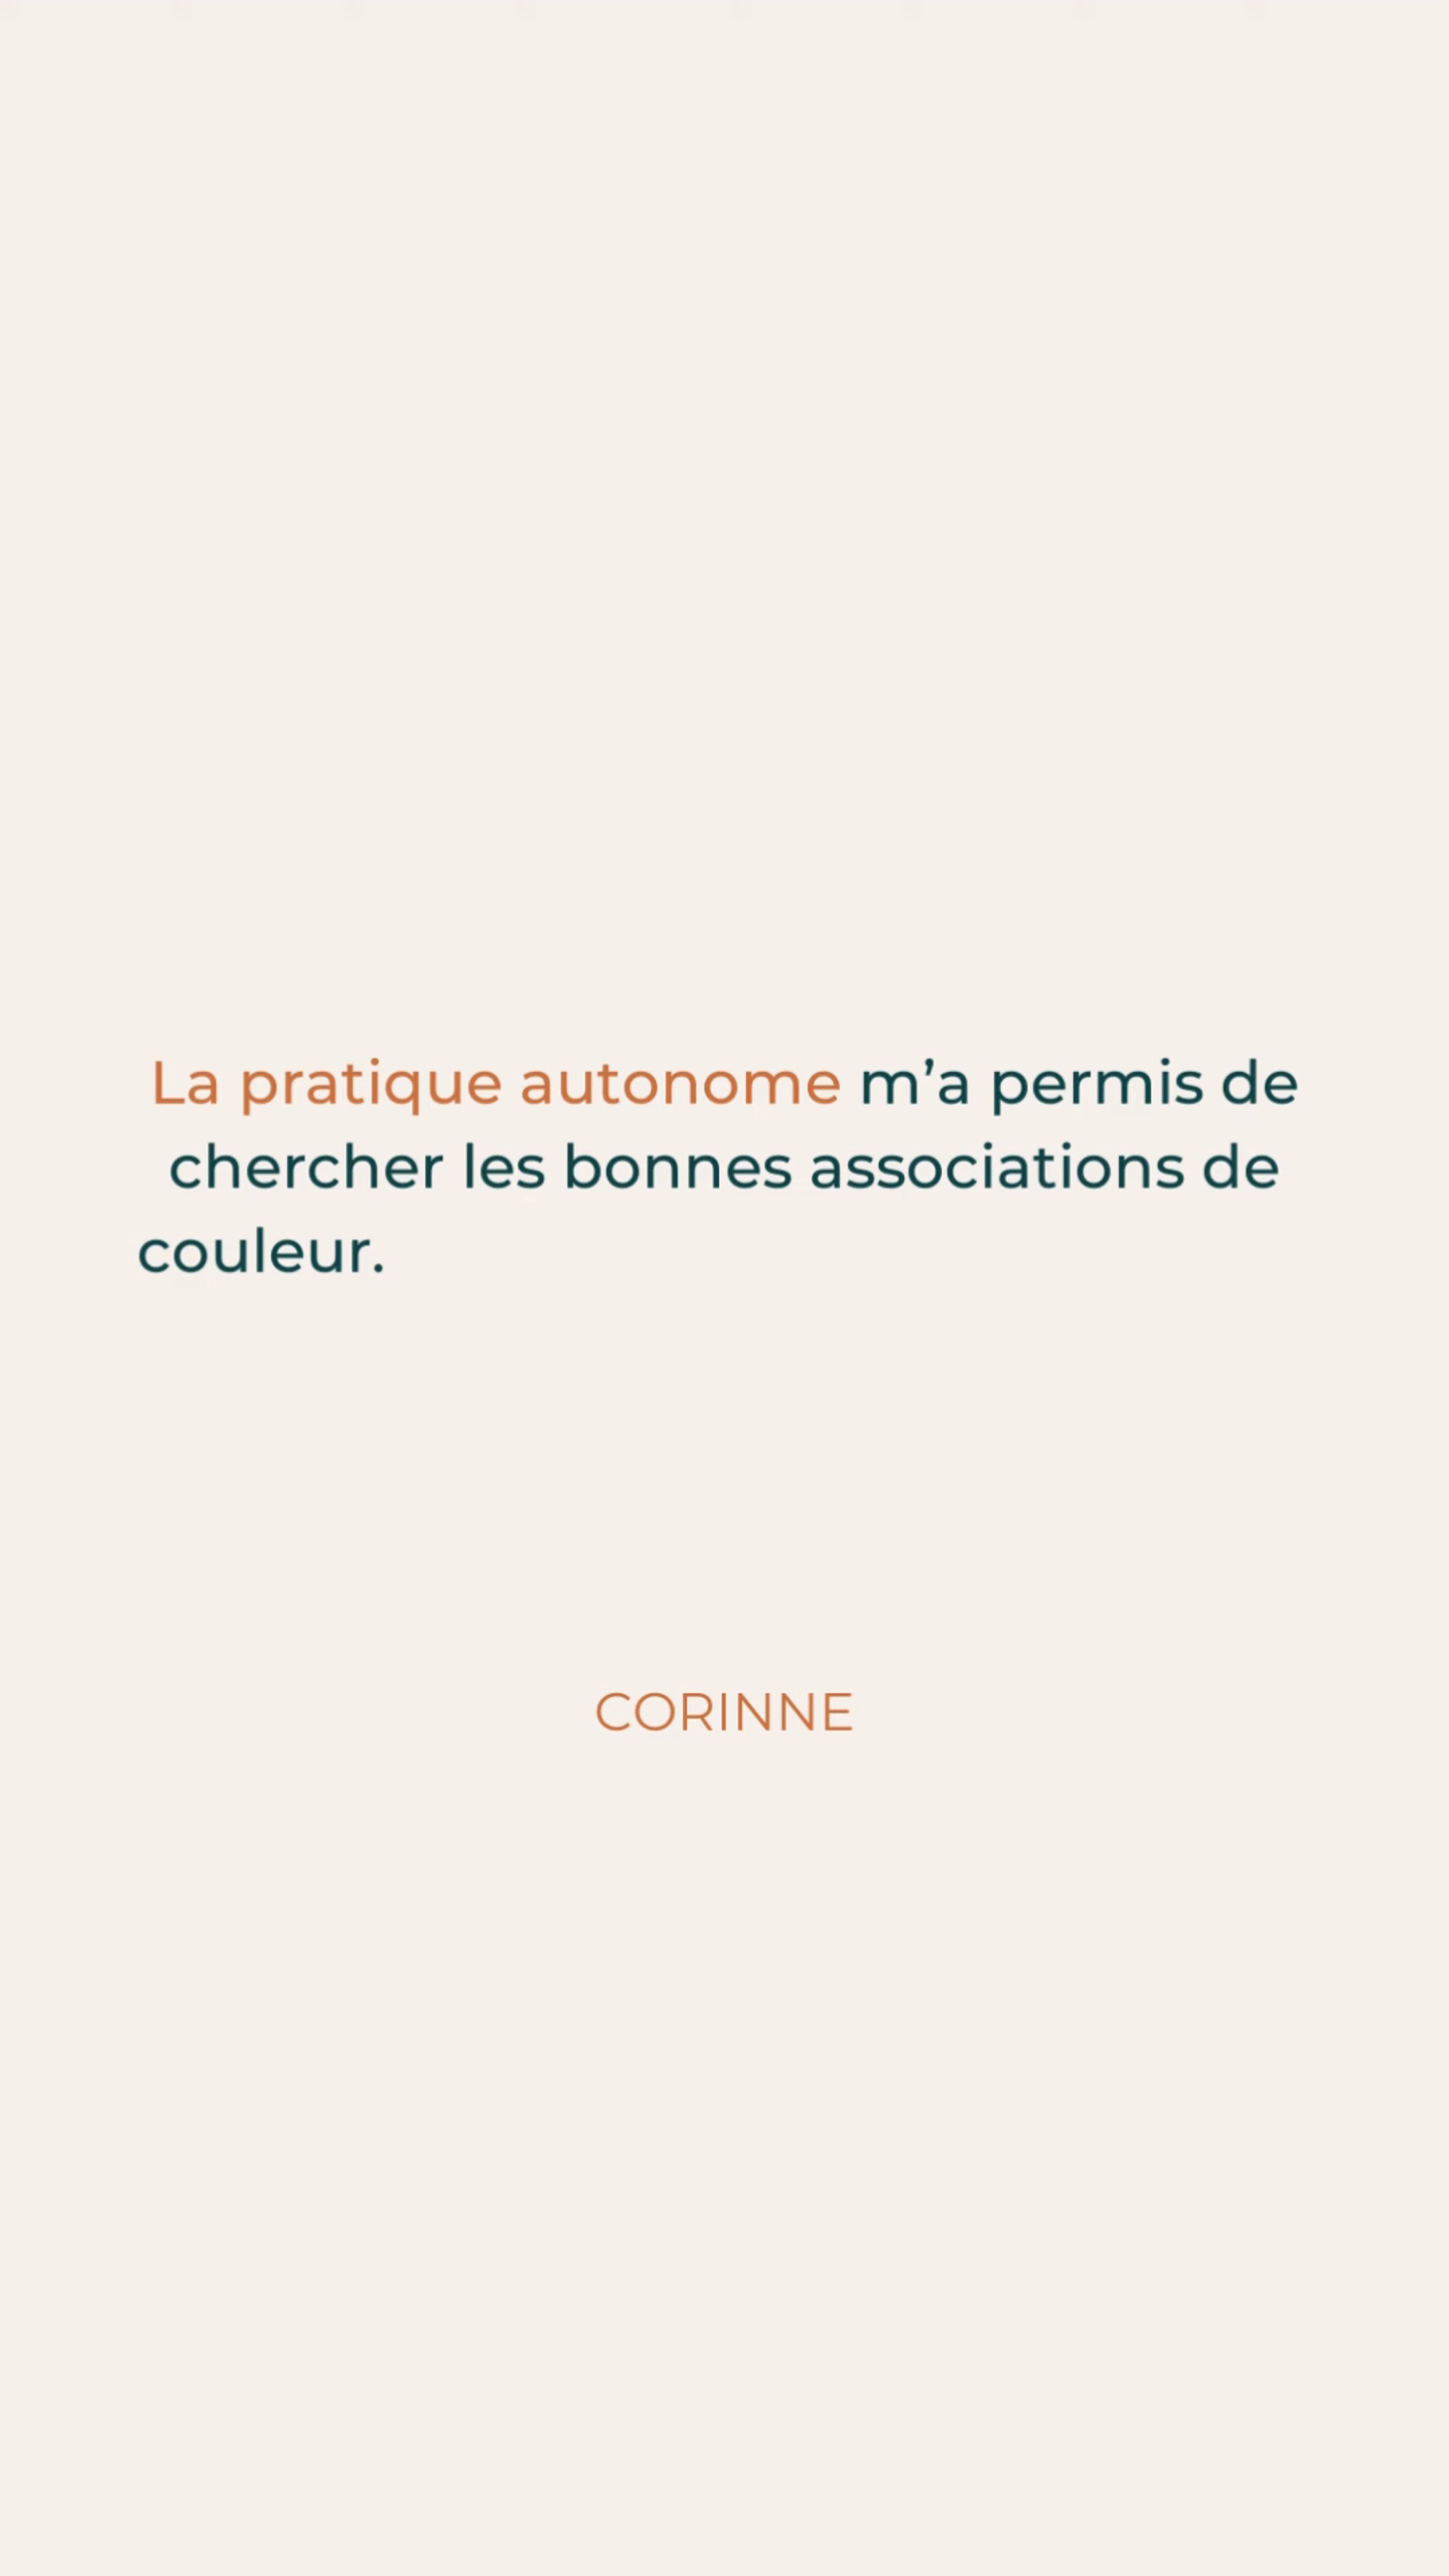 La pratique autonome m’a permis de
chercher les bonnes associations de
couleur.
CORINNE